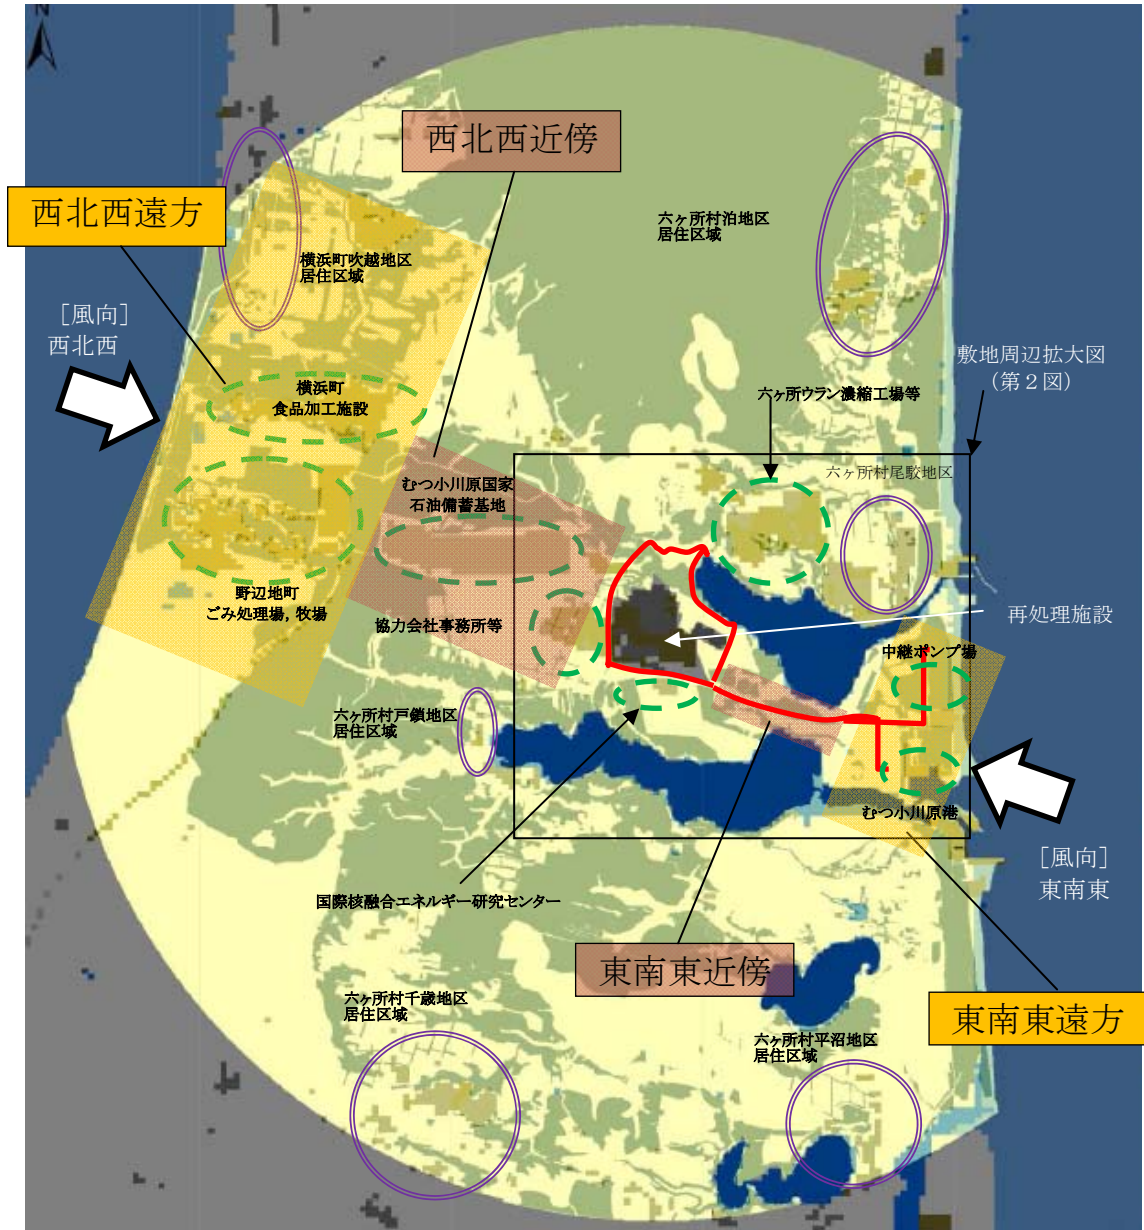 N
西北西近傍
西北西遠方
六ヶ所村泊地区
居住区域
横浜町吹越地区
居住区域
［風向］
西北西
敷地周辺拡大図
（第２図）
横浜町
食品加工施設
六ヶ所ウラン濃縮工場等
六ヶ所村尾駮地区
むつ小川原国家
石油備蓄基地
野辺地町
ごみ処理場，牧場
協力会社事務所等
再処理施設
中継ポンプ場
六ヶ所村戸鎖地区
居住区域
むつ小川原港
［風向］
東南東
国際核融合エネルギー研究センター
東南東近傍
六ヶ所村千歳地区
居住区域
東南東遠方
六ヶ所村平沼地区
居住区域